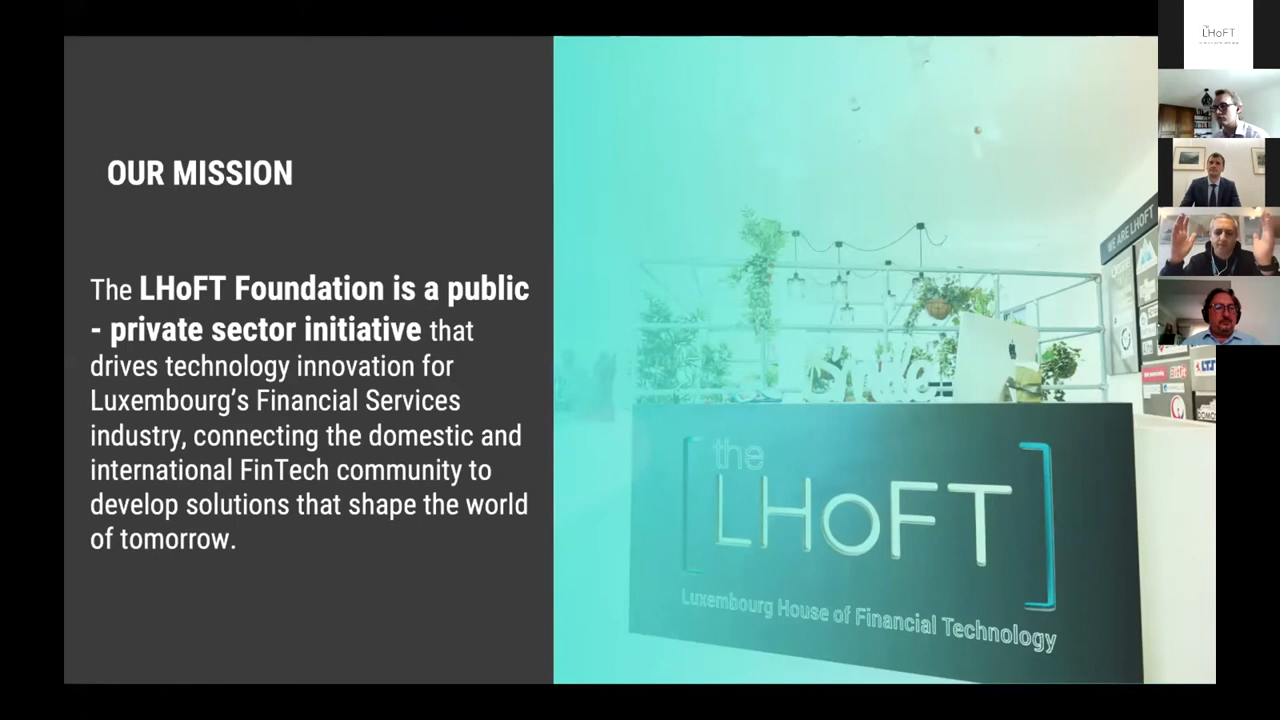 OUR MISSION
The LHoFT Foundation is a public
- private sector initiative that
drives technology innovation for
Luxembourg’s Financial Services
industry, connecting the domestic and
international FinTech community to
develop solutions that shape the world
of tomorrow.
WE ARE LHOFT
the
LHoFT
Luxembourg House of Financial Technology
LHoFT